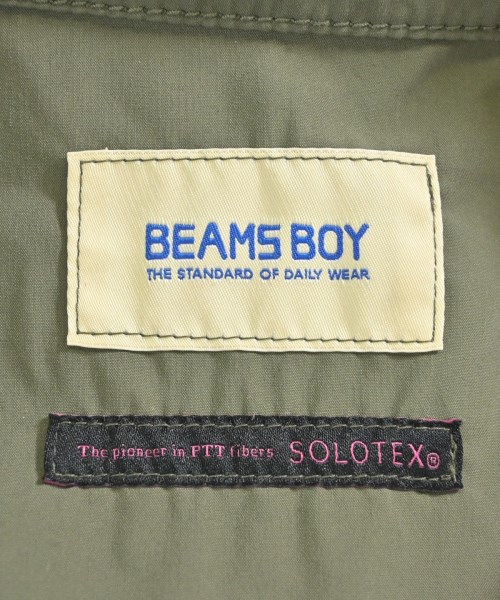 BEAMS BOY
THE STANDARD OF DAILY WEAR
The pioneer in PTT fibers SOLOTEX®